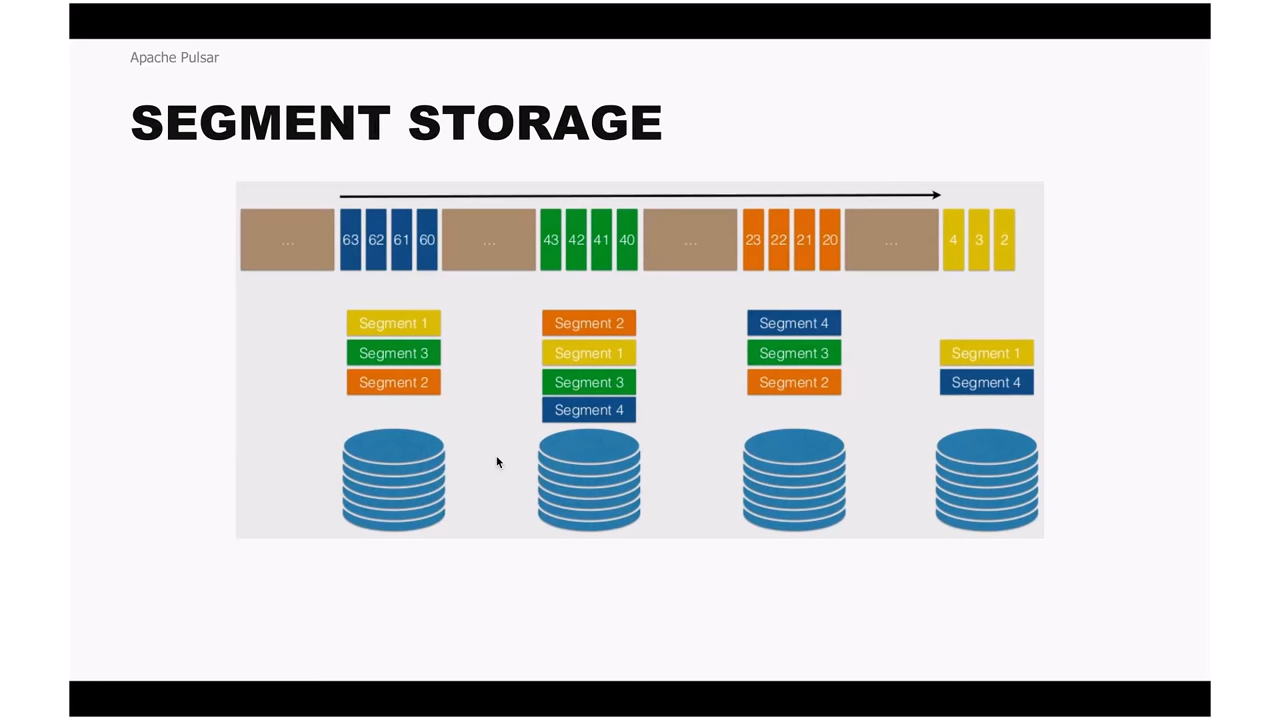 Apache Pulsar
SEGMENT STORAGE
... 63 62 61 60 ... 43 42 41 40 ... 23 22 21 20 ... 4 3 2
Segment 1
Segment 3
Segment 2
Segment 2
Segment 1
Segment 3
Segment 4
Segment 4
Segment 3
Segment 2
Segment 1
Segment 4